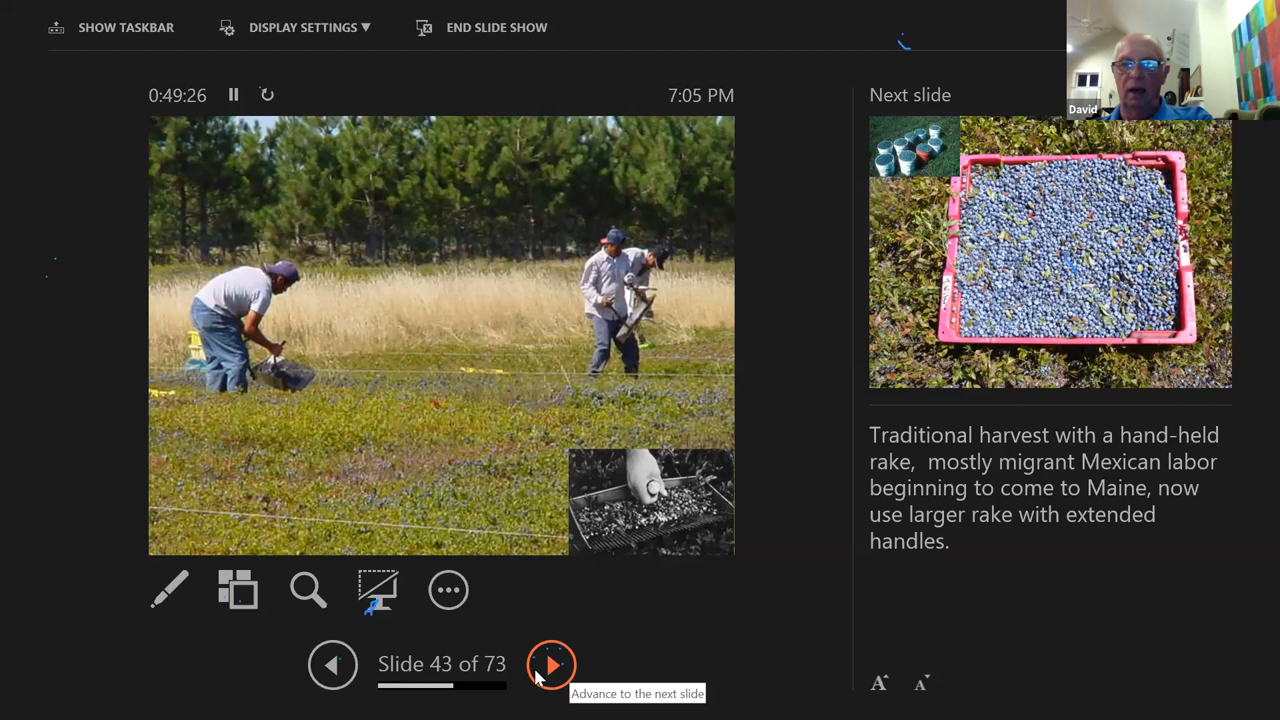 SHOW TASKBAR
DISPLAY SETTINGS ▼
END SLIDE SHOW
David
0:49:26
7:05 PM
Next slide
Traditional harvest with a hand-held
rake,  mostly migrant Mexican labor
beginning to come to Maine, now
use larger rake with extended
handles.
Slide 43 of 73
Advance to the next slide
A A